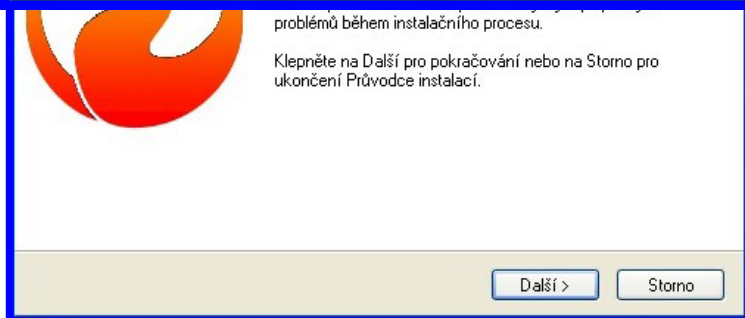 problémů během instalačního procesu.
Klepněte na Další pro pokračování nebo na Storno pro
ukončení Průvodce instalací.
Další >
Storno